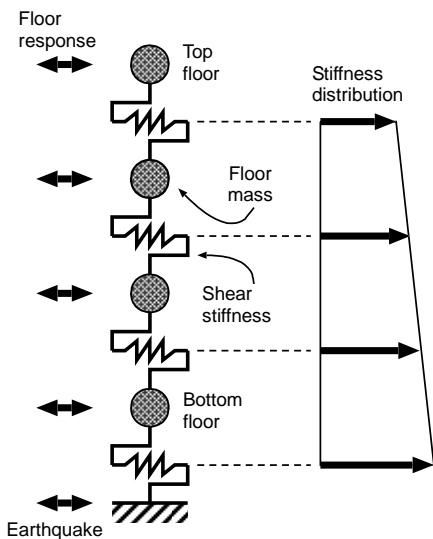 Floor
response
Top
floor
Stiffness
distribution
Floor
mass
Shear
stiffness
Bottom
floor
Earthquake